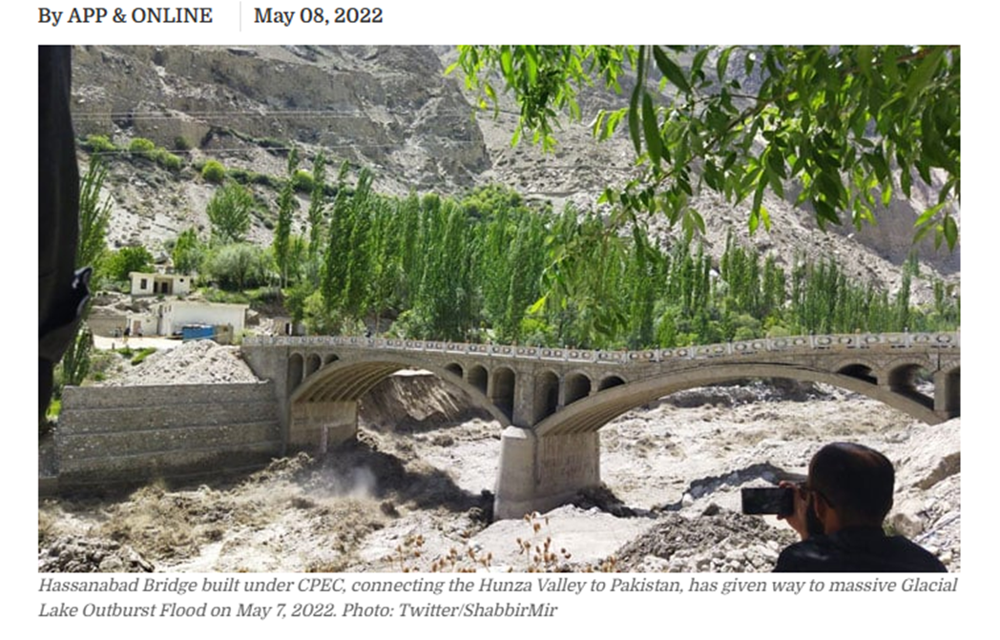 By APP & ONLINE May 08, 2022
Hassanabad Bridge built under CPEC, connecting the Hunza Valley to Pakistan, has given way to massive Glacial
Lake Outburst Flood on May 7, 2022. Photo: Twitter/ShabbirMir